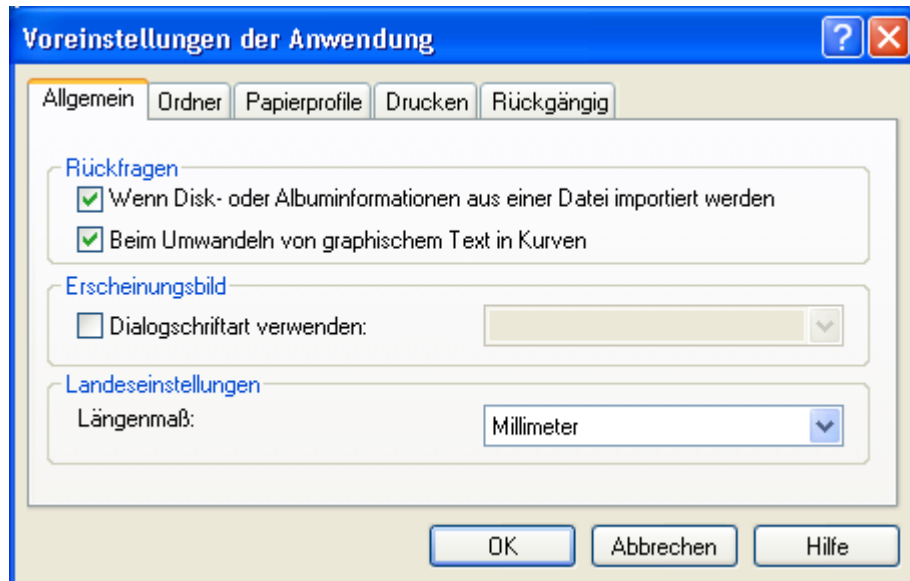 Voreinstellungen der Anwendung ?
Allgemein Ordner Papierprofile Drucken Rückgängig
Rückfragen
Wenn Disk- oder Albuminformationen aus einer Datei importiert werden
Beim Umwandeln von graphischem Text in Kurven
Erscheinungsbild
Dialogschriftart verwenden:
Landeseinstellungen
Längenmaß: Millimeter
OK Abbrechen Hilfe